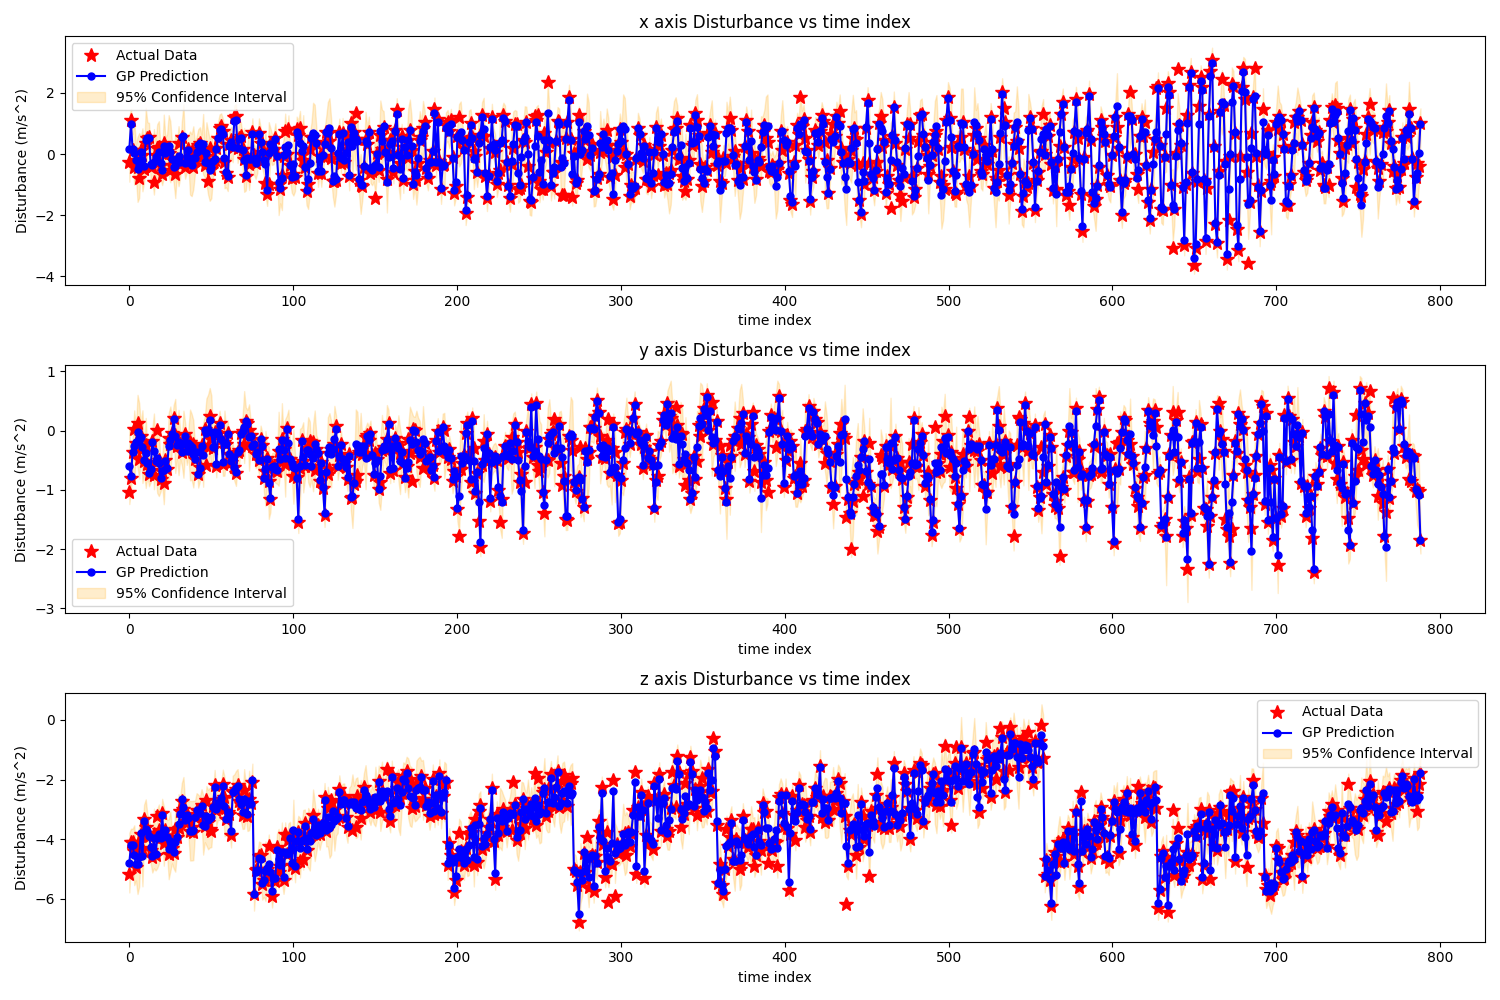 x axis Disturbance vs time index
Actual Data
GP Prediction
95% Confidence Interval
Disturbance (m/s^2)
2
0
−2
−4
0 100 200 300 400 500 600 700 800
time index
y axis Disturbance vs time index
Disturbance (m/s^2)
1
0
−1
−2
−3
Actual Data
GP Prediction
95% Confidence Interval
0 100 200 300 400 500 600 700 800
time index
z axis Disturbance vs time index
Actual Data
GP Prediction
95% Confidence Interval
Disturbance (m/s^2)
0
−2
−4
−6
0 100 200 300 400 500 600 700 800
time index